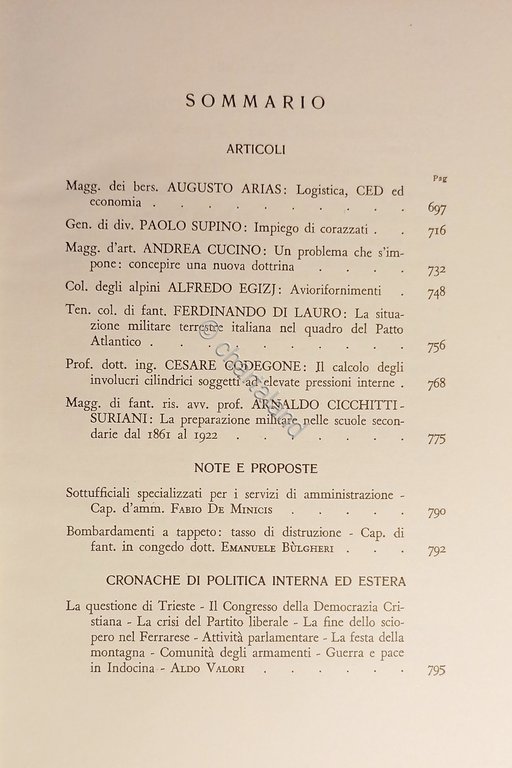 SOMMARIO
ARTICOLI
Pag
Magg. dei bers. AUGUSTO ARIAS: Logistica, CED ed
economia . . . . . . . . . . 697
Gen. di div. PAOLO SUPINO: Impiego di corazzati . . 716
Magg. d'art. ANDREA CUCINO: Un problema che s'im-
pone: concepire una nuova dottrina . . . . 732
Col. degli alpini ALFREDO EGIZJ: Aviorifornimenti . 748
Ten. col. di fant. FERDINANDO DI LAURO: La situa-
zione militare terrestre italiana nel quadro del Patto
Atlantico . . . . . . . . . . 756
Prof. dott. ing. CESARE CODEGONE: Il calcolo degli
involucri cilindrici soggetti ad elevate pressioni interne . 768
Magg. di fant. ris. avv. prof. ARNALDO CICCHITTI-
SURIANI: La preparazione militare nelle scuole secon-
darie dal 1861 al 1922 . . . . . . . 775
NOTE E PROPOSTE
Sottufficiali specializzati per i servizi di amministrazione -
Cap. d'amm. FABIO DE MINICIS . . . . . 790
Bombardamenti a tappeto: tasso di distruzione - Cap. di
fant. in congedo dott. EMANUELE BÙLGHERI . . . 792
CRONACHE DI POLITICA INTERNA ED ESTERA
La questione di Trieste - Il Congresso della Democrazia Cri-
stiana - La crisi del Partito liberale - La fine dello scio-
pero nel Ferrarese - Attività parlamentare - La festa della
montagna - Comunità degli armamenti - Guerra e pace
in Indocina - ALDO VALORI . . . . . . 795
© chartaland